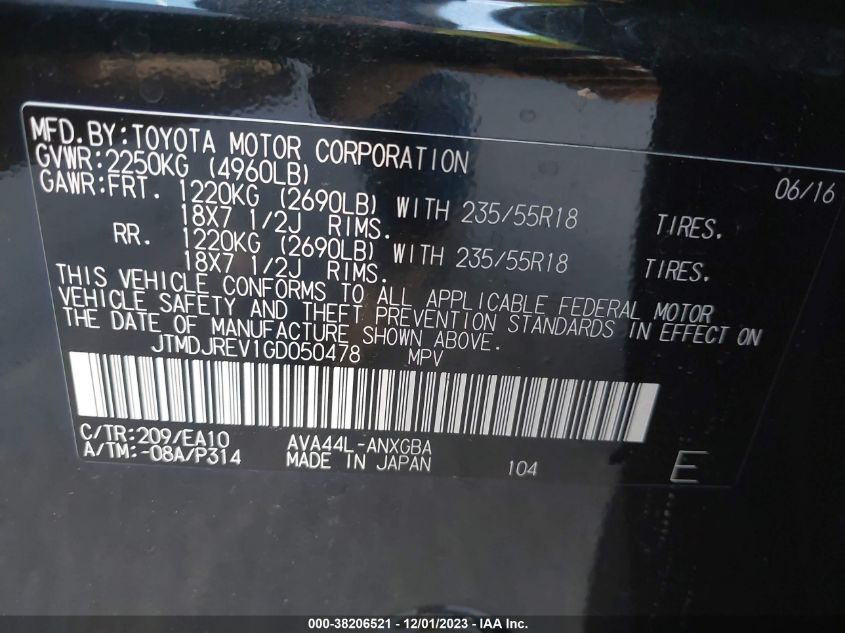 MFD.BY:TOYOTA MOTOR CORPORATION 06/16
GVWR:2250KG (4960LB)
GAWR:FRT. 1220KG (2690LB) WITH 235/55R18 TIRES.
18X7 1/2J RIMS.
RR. 1220KG (2690LB) WITH 235/55R18 TIRES.
18X7 1/2J RIMS.
THIS VEHICLE CONFORMS TO ALL APPLICABLE FEDERAL MOTOR
VEHICLE SAFETY AND THEFT PREVENTION STANDARDS IN EFFECT ON
THE DATE OF MANUFACTURE SHOWN ABOVE.
JTMDJREV1GD050478 MPV
C/TR:209/EA10 AVA44L-ANXGBA
A/TM:-08A/P314 MADE IN JAPAN 104 E
000-38206521 - 12/01/2023 - IAA Inc.